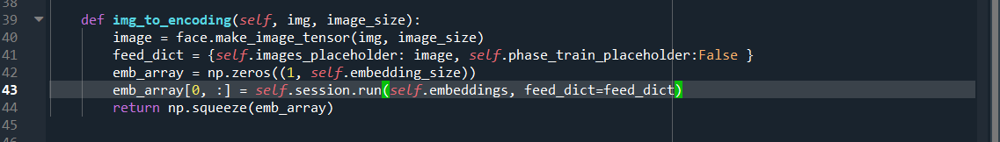 38
39 def img_to_encoding(self, img, image_size):
40 image = face.make_image_tensor(img, image_size)
41 feed_dict = {self.images_placeholder: image, self.phase_train_placeholder:False }
42 emb_array = np.zeros((1, self.embedding_size))
43 emb_array[0, :] = self.session.run(self.embeddings, feed_dict=feed_dict)
44 return np.squeeze(emb_array)
45